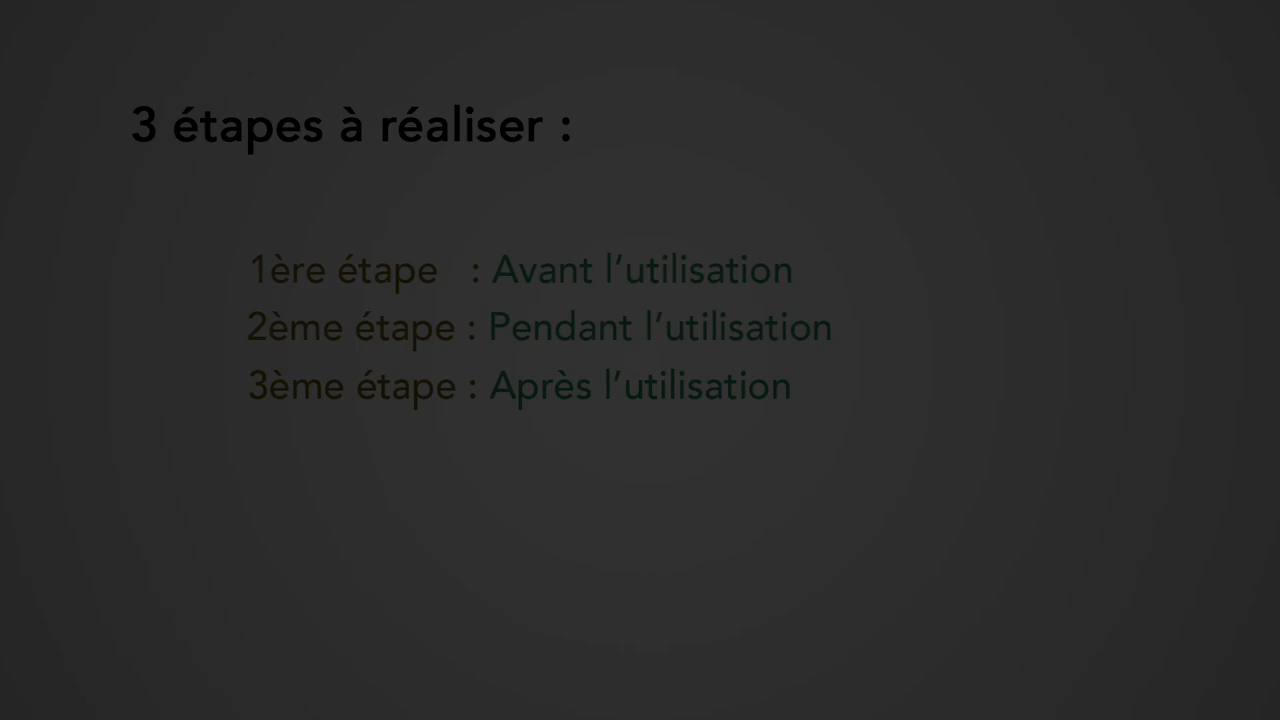 3 étapes à réaliser :
1ère étape : Avant l’utilisation
2ème étape : Pendant l’utilisation
3ème étape : Après l’utilisation